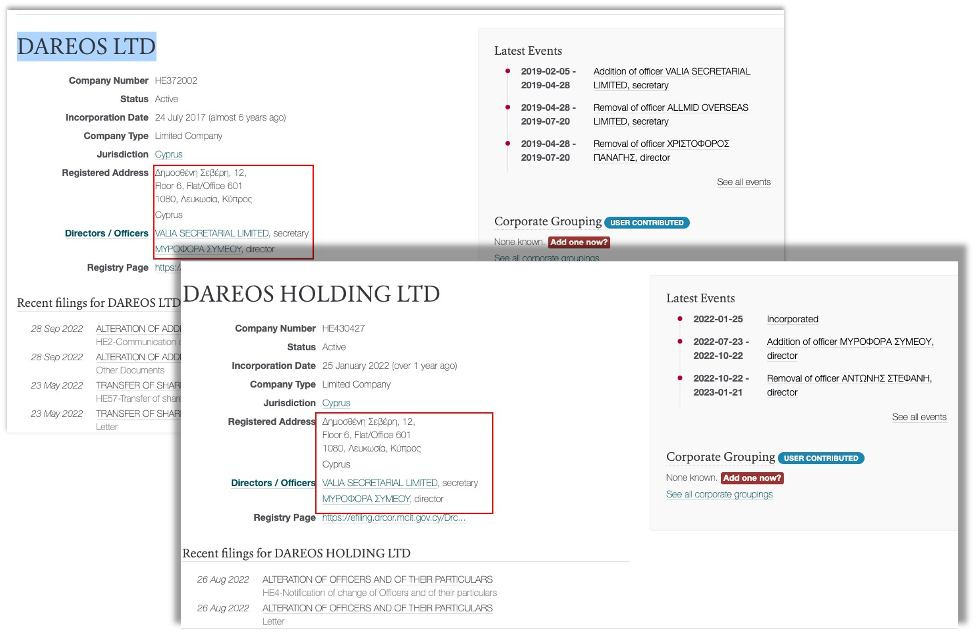 DAREOS LTD
Company Number HE372002
Status Active
Incorporation Date 24 July 2017 (almost 6 years ago)
Company Type Limited Company
Jurisdiction Cyprus
Registered Address Δημοσθένη Σεβέρη, 12,
Floor 6, Flat/Office 601
1080, Λευκωσία, Κύπρος
Cyprus
Directors / Officers VALIA SECRETARIAL LIMITED, secretary
ΜΥΡΟΦΟΡΑ ΣΥΜΕΟΥ, director
Registry Page https:/
Recent filings for DAREOS LTD
28 Sep 2022 ALTERATION OF ADD
HE2-Communication
28 Sep 2022 ALTERATION OF ADD
Other Documents
23 May 2022 TRANSFER OF SHAR
HE57-Transfer of shar
23 May 2022 TRANSFER OF SHAR
Letter
Latest Events
2019-02-05 - Addition of officer VALIA SECRETARIAL
2019-04-28 LIMITED, secretary
2019-04-28 - Removal of officer ALLMID OVERSEAS
2019-07-20 LIMITED, secretary
2019-04-28 - Removal of officer ΧΡΙΣΤΟΦΟΡΟΣ
2019-07-20 ΠΑΝΑΓΗΣ, director
See all events
Corporate Grouping USER CONTRIBUTED
None known. Add one now?
See all corporate groupings
DAREOS HOLDING LTD
Company Number HE430427
Status Active
Incorporation Date 25 January 2022 (over 1 year ago)
Company Type Limited Company
Jurisdiction Cyprus
Registered Address Δημοσθένη Σεβέρη, 12,
Floor 6, Flat/Office 601
1080, Λευκωσία, Κύπρος
Cyprus
Directors / Officers VALIA SECRETARIAL LIMITED, secretary
ΜΥΡΟΦΟΡΑ ΣΥΜΕΟΥ, director
Registry Page https://efiling.drcor.mcit.gov.cy/Drc...
Recent filings for DAREOS HOLDING LTD
26 Aug 2022 ALTERATION OF OFFICERS AND OF THEIR PARTICULARS
HE4-Notification of change of Officers and of their particulars
26 Aug 2022 ALTERATION OF OFFICERS AND OF THEIR PARTICULARS
Letter
Latest Events
2022-01-25 Incorporated
2022-07-23 - Addition of officer ΜΥΡΟΦΟΡΑ ΣΥΜΕΟΥ,
2022-10-22 director
2022-10-22 - Removal of officer ΑΝΤΩΝΗΣ ΣΤΕΦΑΝΗ,
2023-01-21 director
See all events
Corporate Grouping USER CONTRIBUTED
None known. Add one now?
See all corporate groupings